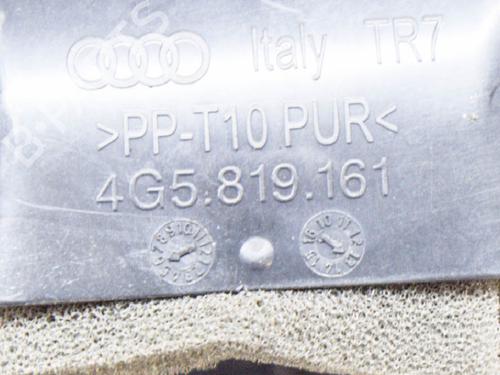 Italy TR7
>PP-T10 PUR<
4G5.819.161